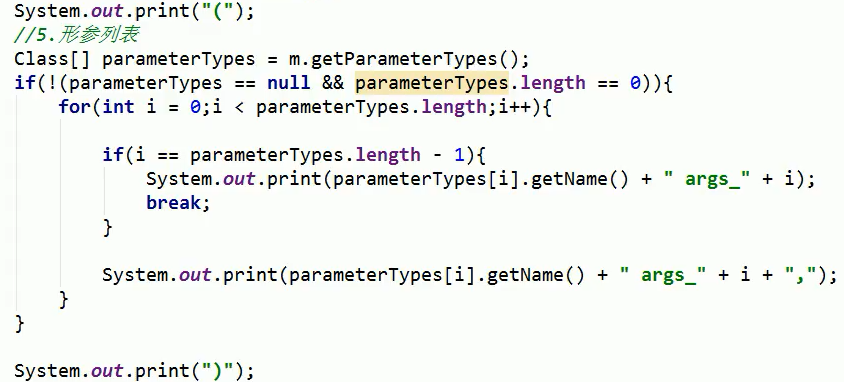 System.out.print("(");
//5.形参列表
Class[] parameterTypes = m.getParameterTypes();
if(!(parameterTypes == null && parameterTypes.length == 0)){
for(int i = 0;i < parameterTypes.length;i++){
if(i == parameterTypes.length - 1){
System.out.print(parameterTypes[i].getName() + " args_" + i);
break;
}
System.out.print(parameterTypes[i].getName() + " args_" + i + ",");
}
}
System.out.print(")");